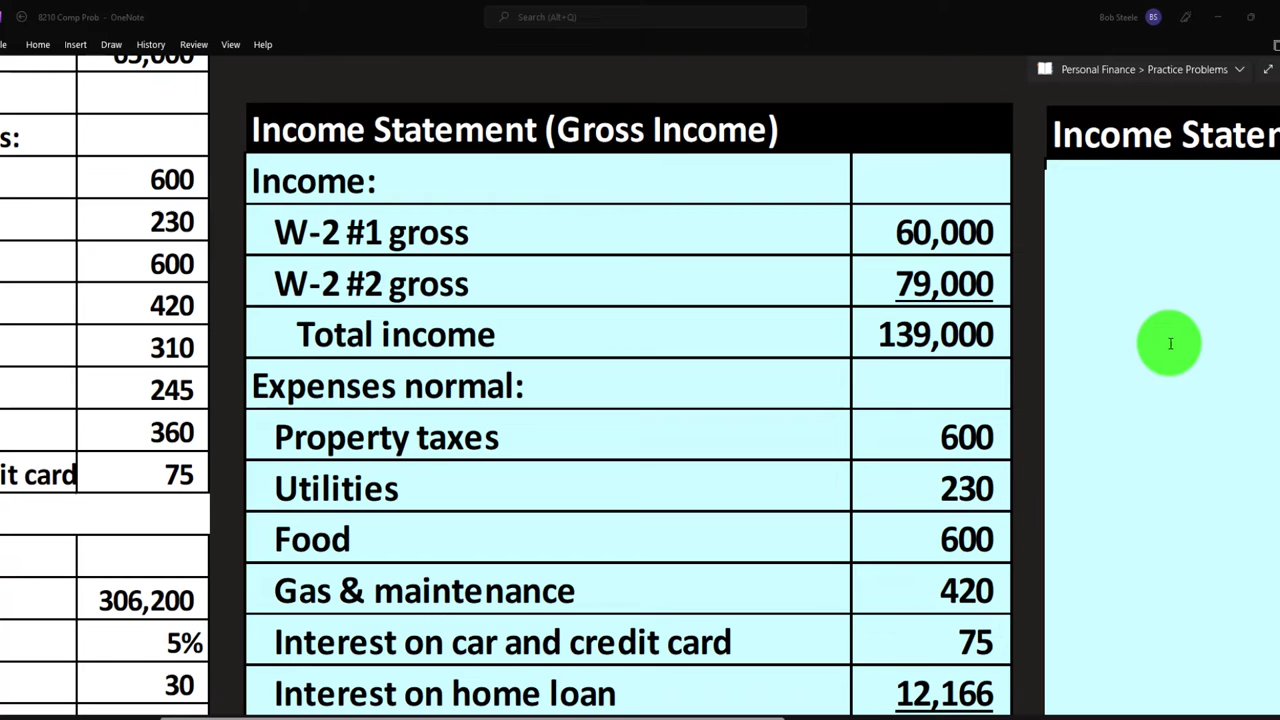 8210 Comp Prob - OneNote
Search (Alt+Q)
Bob Steele BS
Home Insert Draw History Review View Help
Personal Finance > Practice Problems
s:
600
230
600
420
310
245
360
it card 75
306,200
5%
30
Income Statement (Gross Income)
Income:
W-2 #1 gross 60,000
W-2 #2 gross 79,000
Total income 139,000
Expenses normal:
Property taxes 600
Utilities 230
Food 600
Gas & maintenance 420
Interest on car and credit card 75
Interest on home loan 12,166
Income Stater